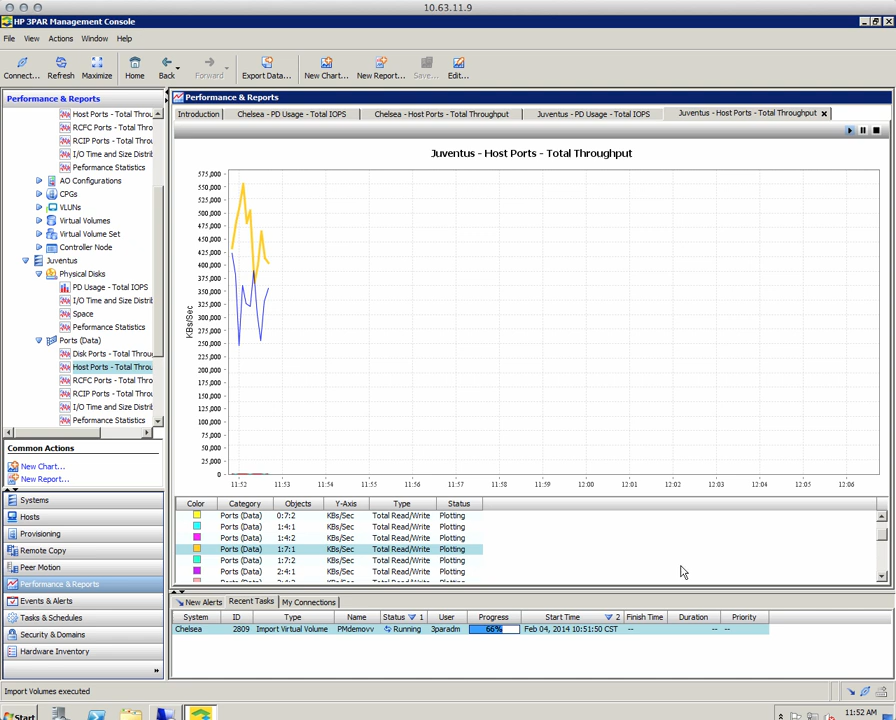 10.63.11.9
HP 3PAR Management Console
File View Actions Window Help
Connect... Refresh Maximize Home Back Forward Export Data... New Chart... New Report... Save... Edit...
Performance & Reports
Host Ports - Total Throu
RCFC Ports - Total Thro
RCIP Ports - Total Throu
I/O Time and Size Distrib
Peformance Statistics
AO Configurations
CPGs
VLUNs
Virtual Volumes
Virtual Volume Set
Controller Node
Juventus
Physical Disks
PD Usage - Total IOPS
I/O Time and Size Distrib
Space
Peformance Statistics
Ports (Data)
Disk Ports - Total Throu
Host Ports - Total Throu
RCFC Ports - Total Thro
RCIP Ports - Total Throu
I/O Time and Size Distrib
Peformance Statistics
Common Actions
New Chart...
New Report...
Systems
Hosts
Provisioning
Remote Copy
Peer Motion
Performance & Reports
Events & Alerts
Tasks & Schedules
Security & Domains
Hardware Inventory
Performance & Reports
Introduction Chelsea - PD Usage - Total IOPS Chelsea - Host Ports - Total Throughput Juventus - PD Usage - Total IOPS Juventus - Host Ports - Total Throughput
Juventus - Host Ports - Total Throughput
KBs/Sec
575,000
550,000
525,000
500,000
475,000
450,000
425,000
400,000
375,000
350,000
325,000
300,000
275,000
250,000
225,000
200,000
175,000
150,000
125,000
100,000
75,000
50,000
25,000
0
11:52 11:53 11:54 11:55 11:56 11:57 11:58 11:59 12:00 12:01 12:02 12:03 12:04 12:05 12:06
Color Category Objects Y-Axis Type Status
Ports (Data) 0:7:2 KBs/Sec Total Read/Write Plotting
Ports (Data) 1:4:1 KBs/Sec Total Read/Write Plotting
Ports (Data) 1:4:2 KBs/Sec Total Read/Write Plotting
Ports (Data) 1:7:1 KBs/Sec Total Read/Write Plotting
Ports (Data) 1:7:2 KBs/Sec Total Read/Write Plotting
Ports (Data) 2:4:1 KBs/Sec Total Read/Write Plotting
New Alerts Recent Tasks My Connections
System ID Type Name Status 1 User Progress Start Time 2 Finish Time Duration Priority
Chelsea 2809 Import Virtual Volume PMdemovv Running 3paradm 66% Feb 04, 2014 10:51:50 CST -- -- --
Import Volumes executed
Start 11:52 AM